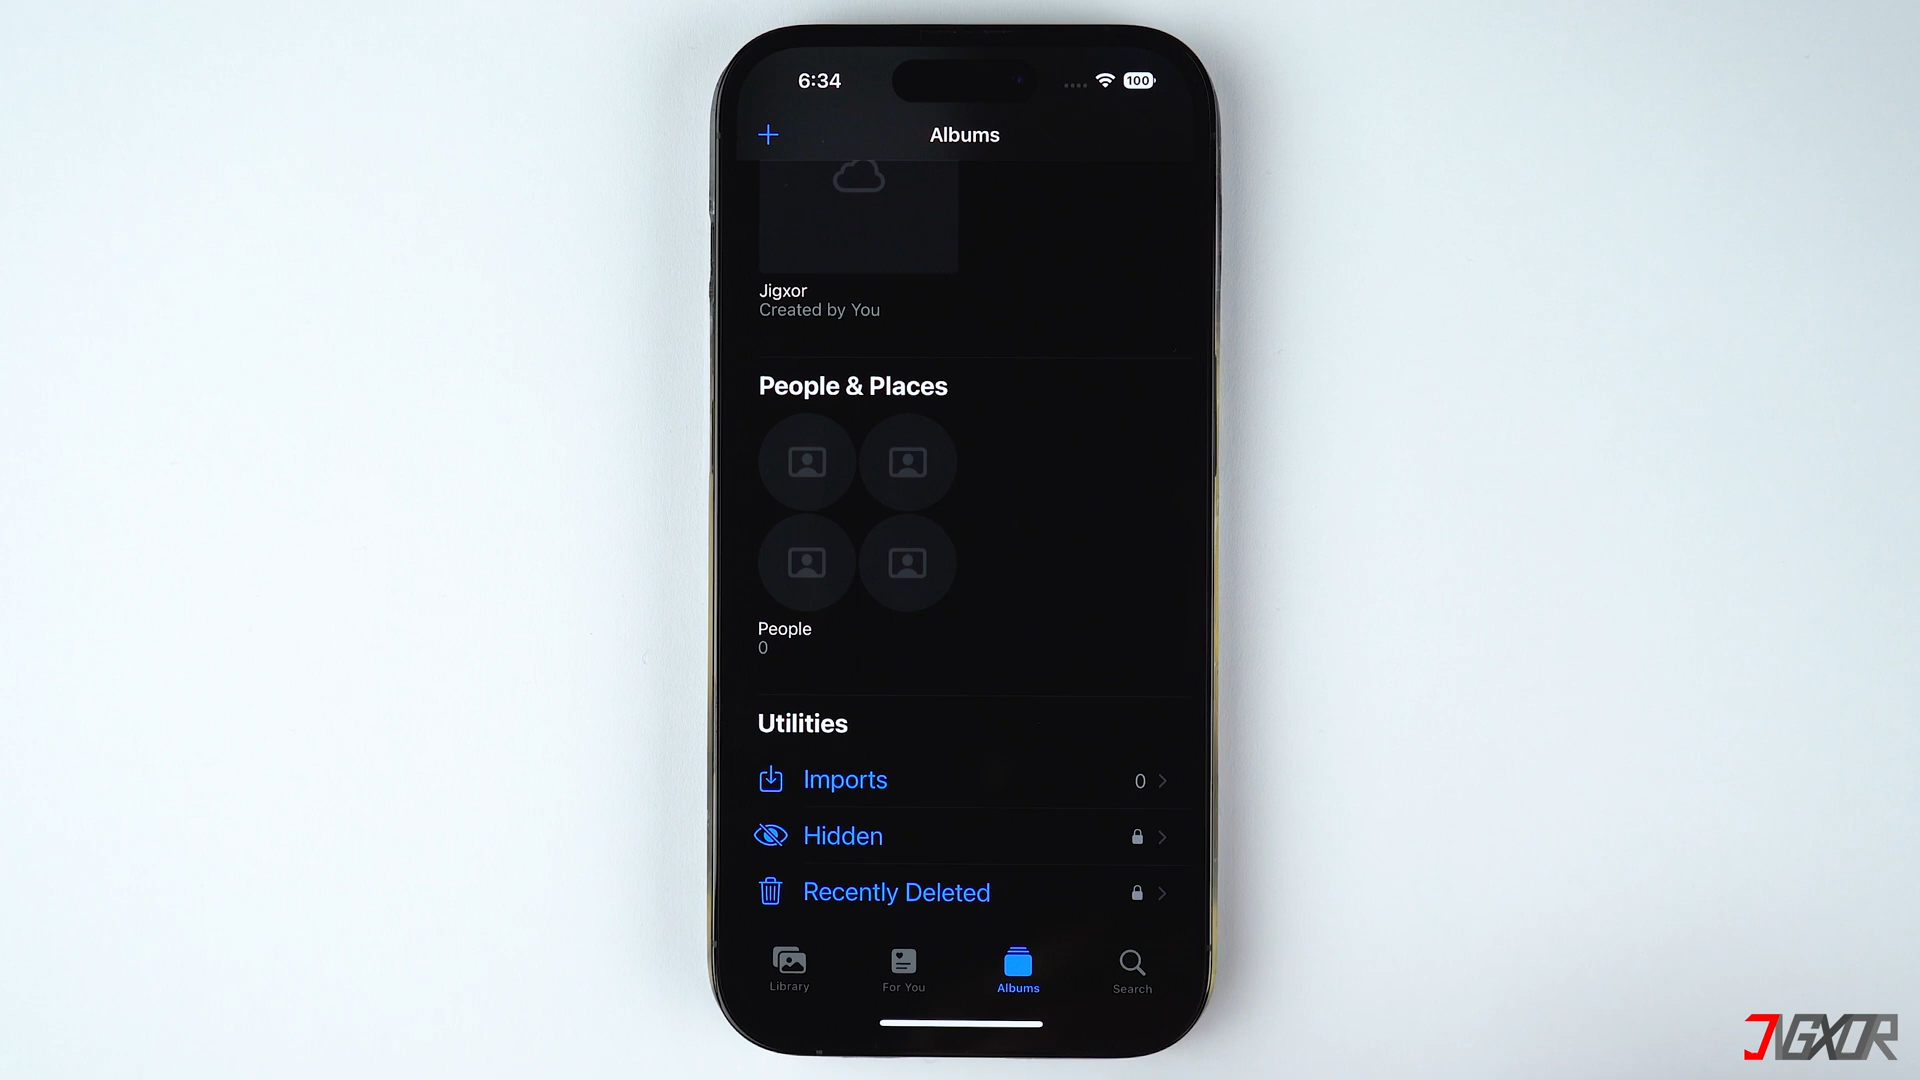 6:34
100
Albums
Jigxor
Created by You
People & Places
People
0
Utilities
Imports
0
Hidden
Recently Deleted
Library
For You
Albums
Search
JIGXOR